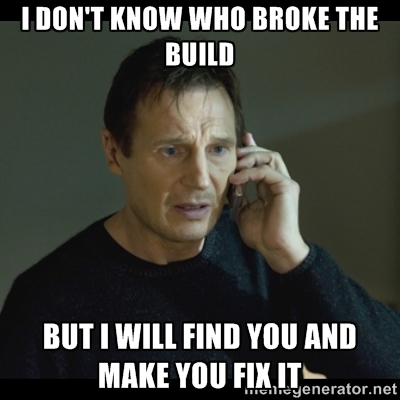 I DON'T KNOW WHO BROKE THE
BUILD
BUT I WILL FIND YOU AND
MAKE YOU FIX IT
memegenerator.net